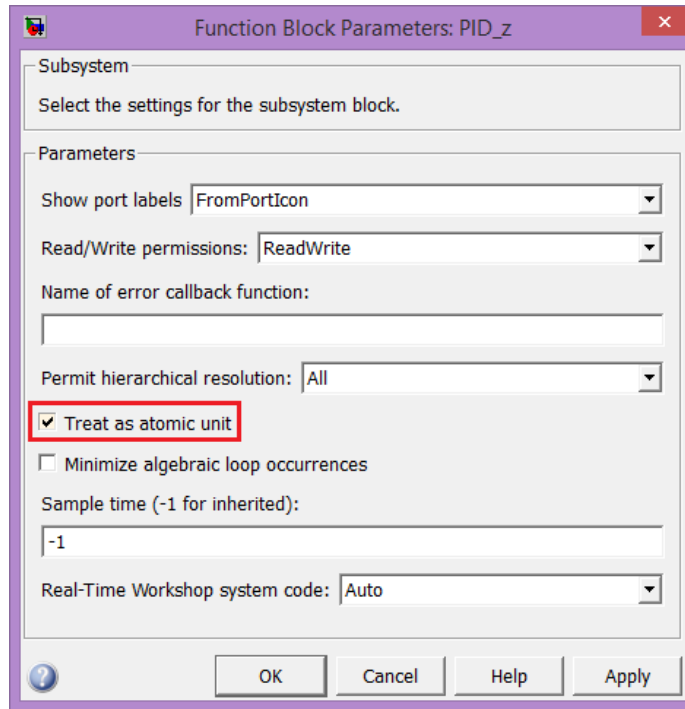 Function Block Parameters: PID_z
Subsystem
Select the settings for the subsystem block.
Parameters
Show port labels FromPortIcon
Read/Write permissions: ReadWrite
Name of error callback function:
Permit hierarchical resolution: All
Treat as atomic unit
Minimize algebraic loop occurrences
Sample time (-1 for inherited):
-1
Real-Time Workshop system code: Auto
OK Cancel Help Apply